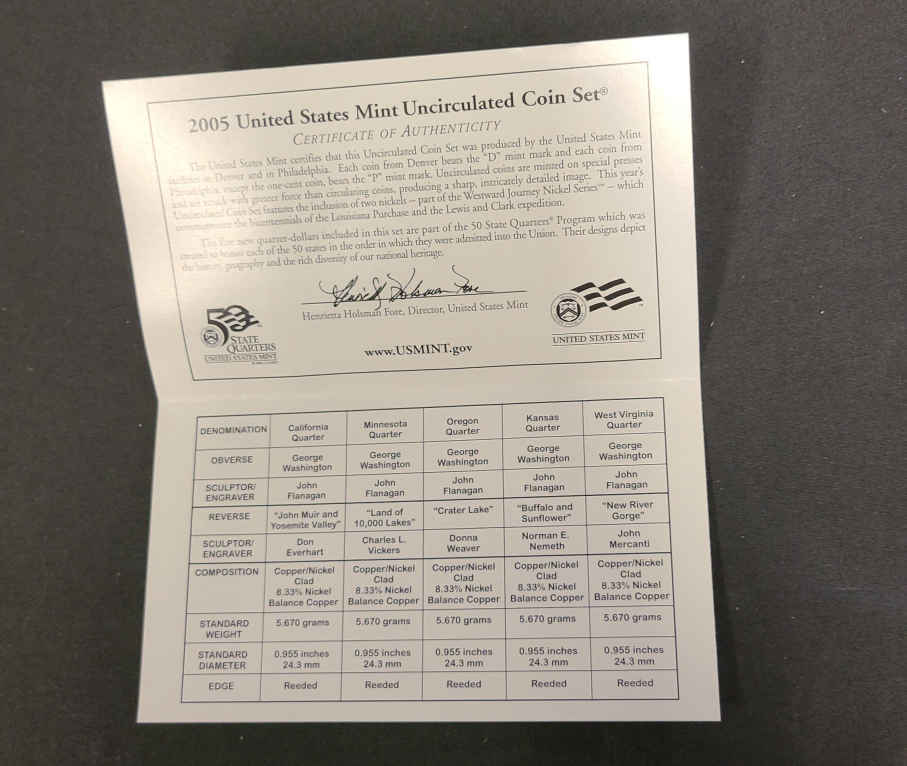 2005 United States Mint Uncirculated Coin Set®
CERTIFICATE OF AUTHENTICITY
The United States Mint certifies that this Uncirculated Coin Set was produced by the United States Mint
facilities in Denver and in Philadelphia. Each coin from Denver bears the "D" mint mark and each coin from
Philadelphia, except the one-cent coin, bears the "P" mint mark. Uncirculated coins are minted on special presses
and are struck with greater force than circulating coins, producing a sharp, intricately detailed image. This year's
Uncirculated Coin Set features the inclusion of two nickels – part of the Westward Journey Nickel Series™ – which
commemorate the bicentennials of the Louisiana Purchase and the Lewis and Clark expedition.
The five new quarter-dollars included in this set are part of the 50 State Quarters® Program which was
created to honor each of the 50 states in the order in which they were admitted into the Union. Their designs depict
the history, geography and the rich diversity of our national heritage.
Henrietta Holsman Fore
Henrietta Holsman Fore, Director, United States Mint
50
STATE
QUARTERS
UNITED STATES MINT
www.USMINT.gov
UNITED STATES MINT
DENOMINATION California Quarter Minnesota Quarter Oregon Quarter Kansas Quarter West Virginia Quarter
OBVERSE George Washington George Washington George Washington George Washington George Washington
SCULPTOR/ENGRAVER John Flanagan John Flanagan John Flanagan John Flanagan John Flanagan
REVERSE "John Muir and Yosemite Valley" "Land of 10,000 Lakes" "Crater Lake" "Buffalo and Sunflower" "New River Gorge"
SCULPTOR/ENGRAVER Don Everhart Charles L. Vickers Donna Weaver Norman E. Nemeth John Mercanti
COMPOSITION Copper/Nickel Clad 8.33% Nickel Balance Copper Copper/Nickel Clad 8.33% Nickel Balance Copper Copper/Nickel Clad 8.33% Nickel Balance Copper Copper/Nickel Clad 8.33% Nickel Balance Copper Copper/Nickel Clad 8.33% Nickel Balance Copper
STANDARD WEIGHT 5.670 grams 5.670 grams 5.670 grams 5.670 grams 5.670 grams
STANDARD DIAMETER 0.955 inches 24.3 mm 0.955 inches 24.3 mm 0.955 inches 24.3 mm 0.955 inches 24.3 mm 0.955 inches 24.3 mm
EDGE Reeded Reeded Reeded Reeded Reeded